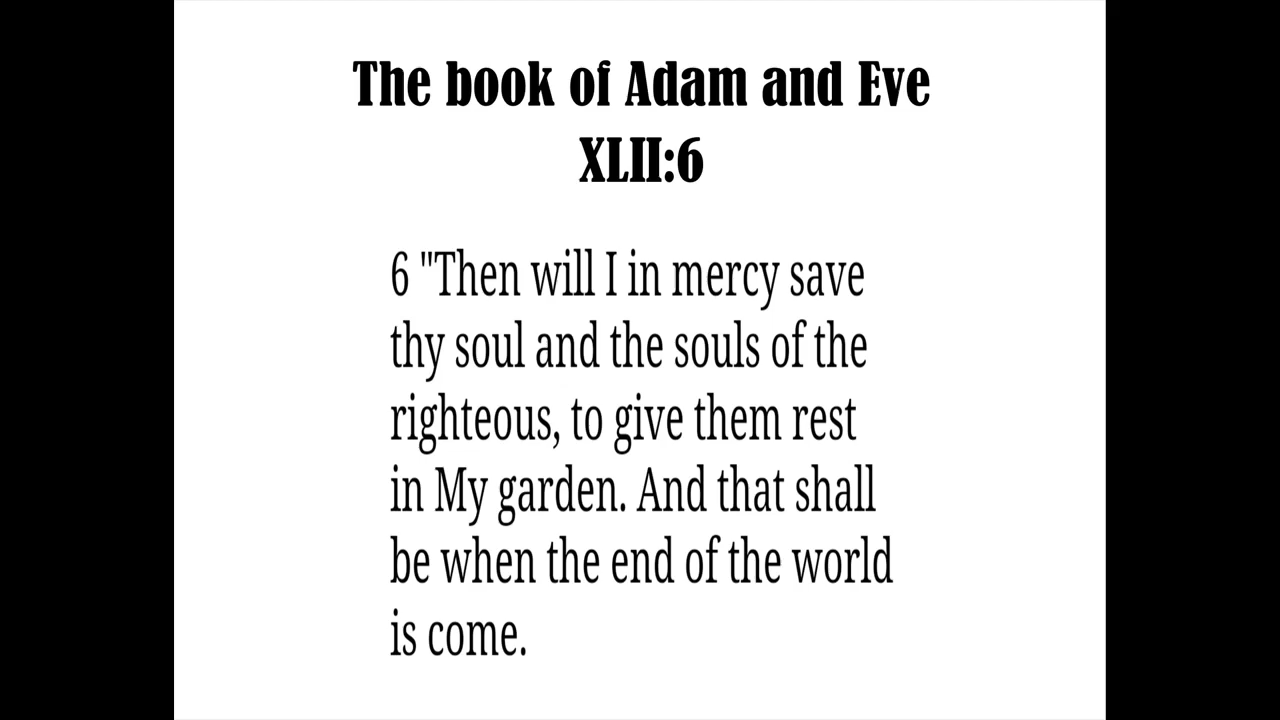 The book of Adam and Eve
XLII:6
6 "Then will I in mercy save
thy soul and the souls of the
righteous, to give them rest
in My garden. And that shall
be when the end of the world
is come.